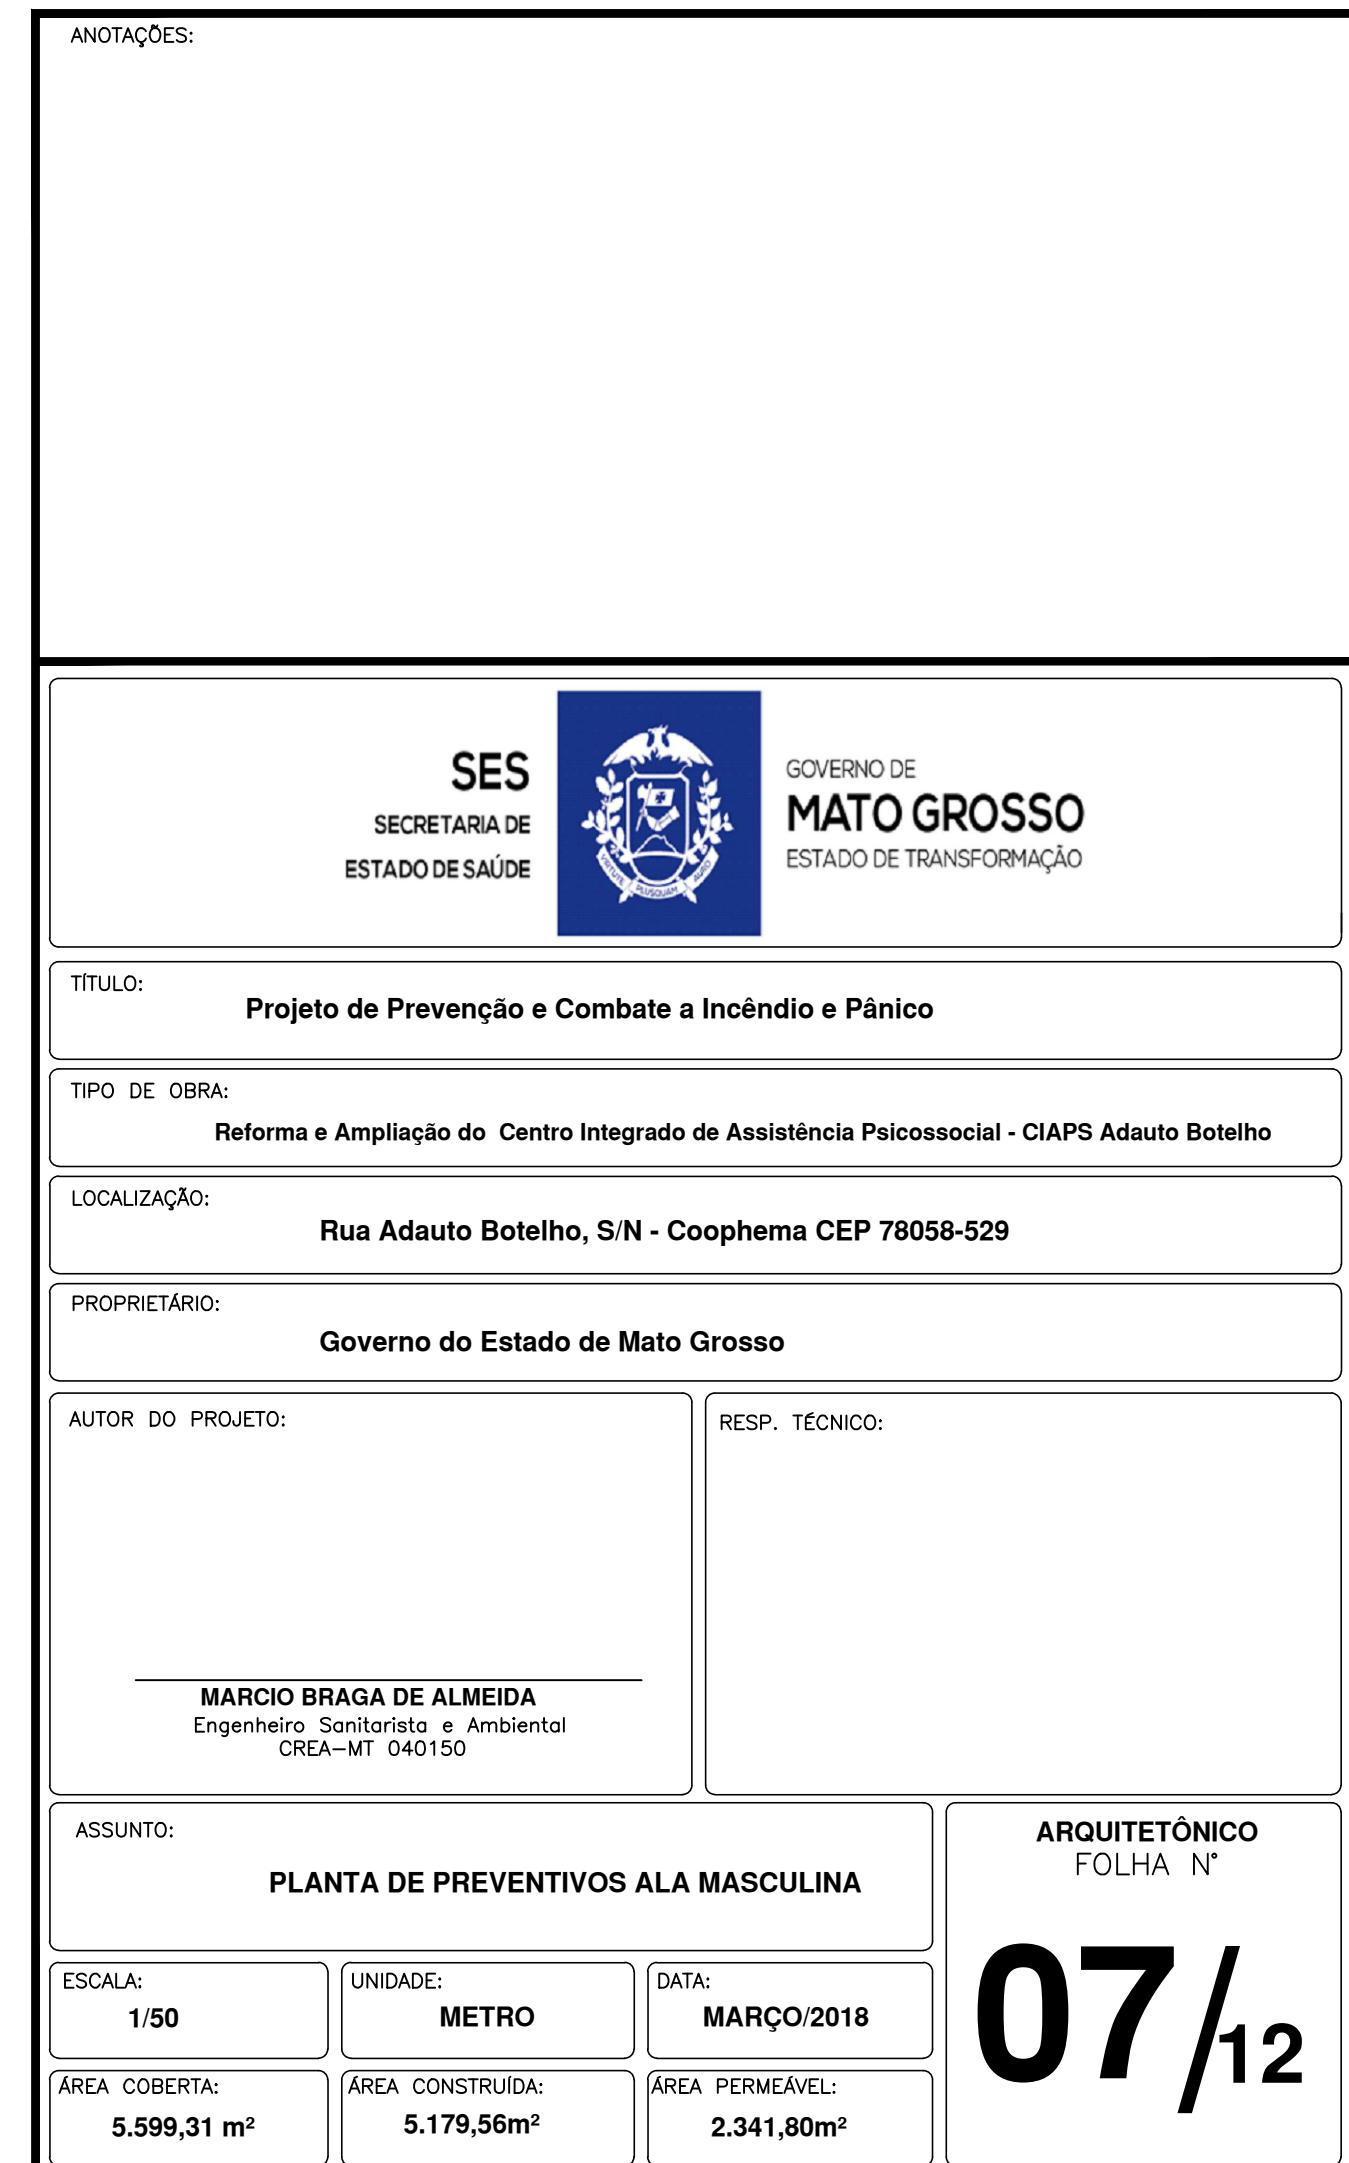 ANOTAÇÕES:
SES
SECRETARIA DE
ESTADO DE SAÚDE
VIRTUTE PLUSQUAM AURO
GOVERNO DE
MATO GROSSO
ESTADO DE TRANSFORMAÇÃO
TÍTULO:
Projeto de Prevenção e Combate a Incêndio e Pânico
TIPO DE OBRA:
Reforma e Ampliação do Centro Integrado de Assistência Psicossocial - CIAPS Adauto Botelho
LOCALIZAÇÃO:
Rua Adauto Botelho, S/N - Coophema CEP 78058-529
PROPRIETÁRIO:
Governo do Estado de Mato Grosso
AUTOR DO PROJETO:
MARCIO BRAGA DE ALMEIDA
Engenheiro Sanitarista e Ambiental
CREA-MT 040150
RESP. TÉCNICO:
ASSUNTO:
PLANTA DE PREVENTIVOS ALA MASCULINA
ARQUITETÔNICO
FOLHA N°
07/12
ESCALA:
1/50
UNIDADE:
METRO
DATA:
MARÇO/2018
ÁREA COBERTA:
5.599,31 m²
ÁREA CONSTRUÍDA:
5.179,56m²
ÁREA PERMEÁVEL:
2.341,80m²